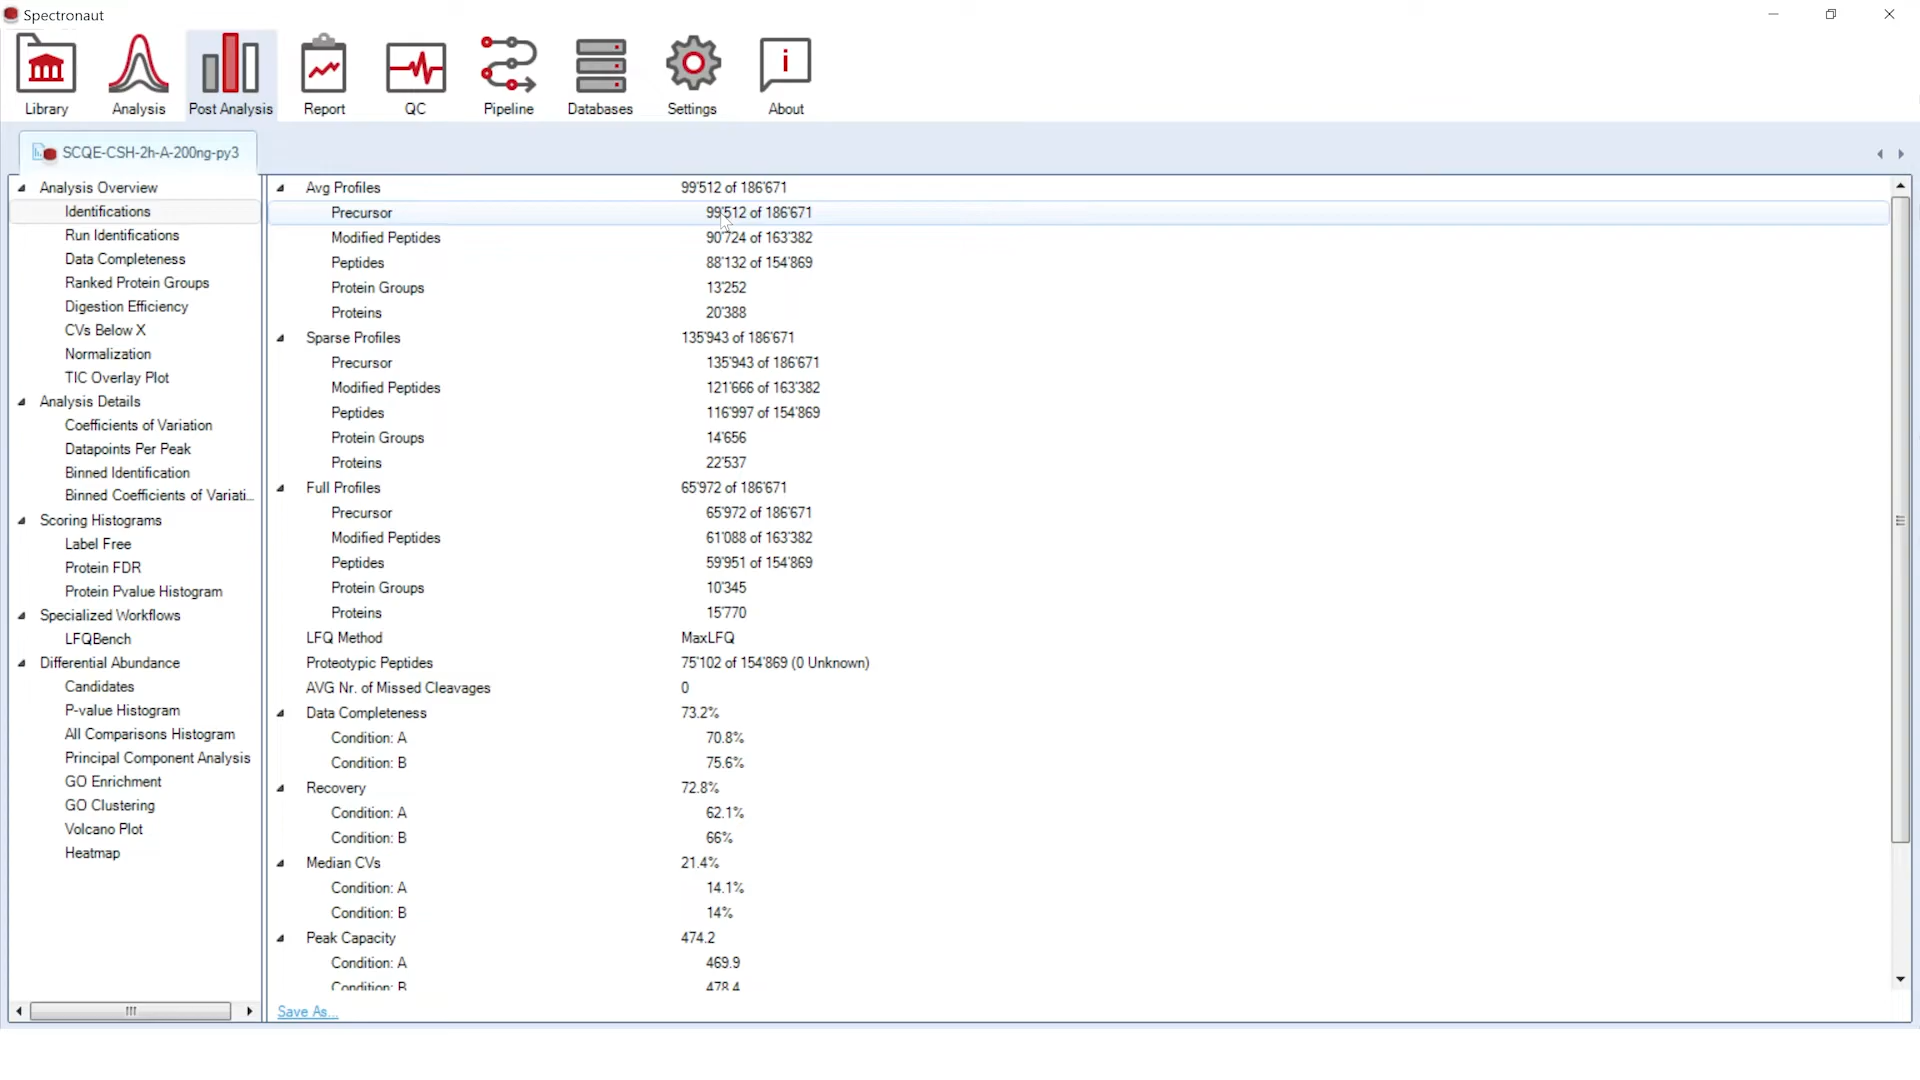 Spectronaut
Library
Analysis
Post Analysis
Report
QC
Pipeline
Databases
Settings
About
SCQE-CSH-2h-A-200ng-py3
Analysis Overview
Identifications
Run Identifications
Data Completeness
Ranked Protein Groups
Digestion Efficiency
CVs Below X
Normalization
TIC Overlay Plot
Analysis Details
Coefficients of Variation
Datapoints Per Peak
Binned Identification
Binned Coefficients of Variati...
Scoring Histograms
Label Free
Protein FDR
Protein Pvalue Histogram
Specialized Workflows
LFQBench
Differential Abundance
Candidates
P-value Histogram
All Comparisons Histogram
Principal Component Analysis
GO Enrichment
GO Clustering
Volcano Plot
Heatmap
Avg Profiles 99'512 of 186'671
Precursor 99'512 of 186'671
Modified Peptides 90'724 of 163'382
Peptides 88'132 of 154'869
Protein Groups 13'252
Proteins 20'388
Sparse Profiles 135'943 of 186'671
Precursor 135'943 of 186'671
Modified Peptides 121'666 of 163'382
Peptides 116'997 of 154'869
Protein Groups 14'656
Proteins 22'537
Full Profiles 65'972 of 186'671
Precursor 65'972 of 186'671
Modified Peptides 61'088 of 163'382
Peptides 59'951 of 154'869
Protein Groups 10'345
Proteins 15'770
LFQ Method MaxLFQ
Proteotypic Peptides 75'102 of 154'869 (0 Unknown)
AVG Nr. of Missed Cleavages 0
Data Completeness 73.2%
Condition: A 70.8%
Condition: B 75.6%
Recovery 72.8%
Condition: A 62.1%
Condition: B 66%
Median CVs 21.4%
Condition: A 14.1%
Condition: B 14%
Peak Capacity 474.2
Condition: A 469.9
Condition: B 478.4
Save As...